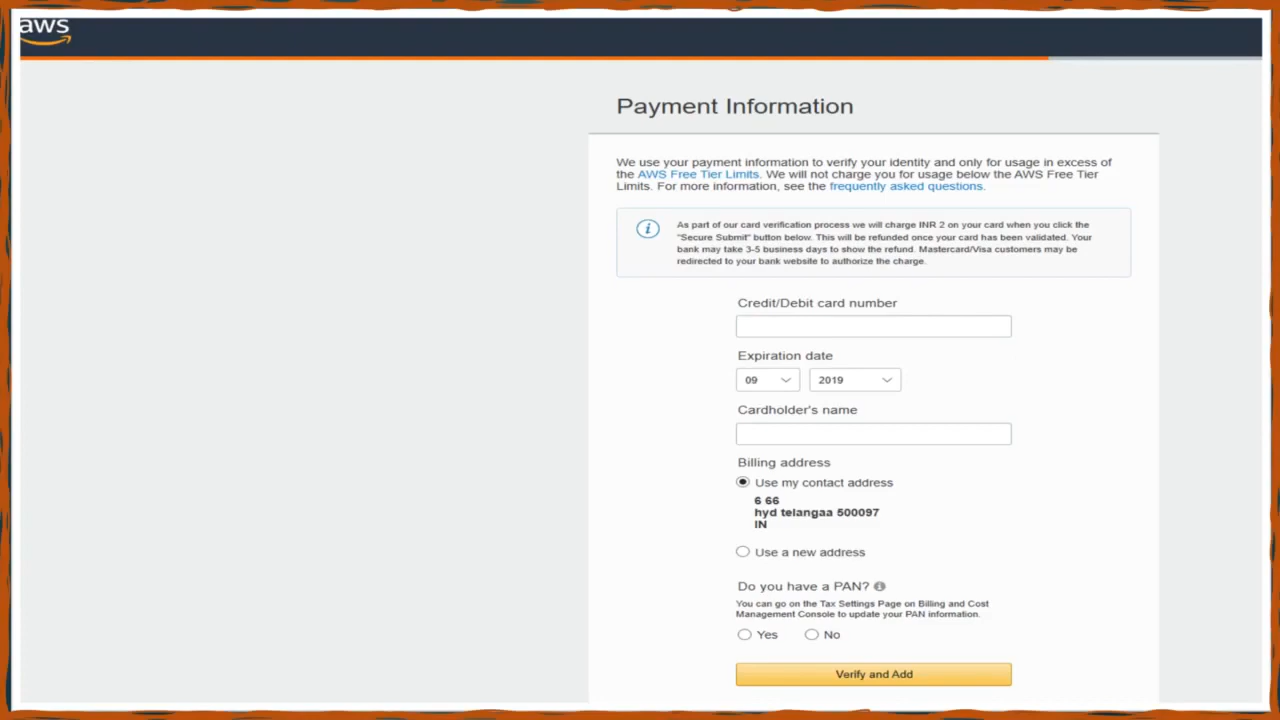 aws
Payment Information
We use your payment information to verify your identity and only for usage in excess of
the AWS Free Tier Limits. We will not charge you for usage below the AWS Free Tier
Limits. For more information, see the frequently asked questions.
As part of our card verification process we will charge INR 2 on your card when you click the
"Secure Submit" button below. This will be refunded once your card has been validated. Your
bank may take 3-5 business days to show the refund. Mastercard/Visa customers may be
redirected to your bank website to authorize the charge.
Credit/Debit card number
Expiration date
09 2019
Cardholder's name
Billing address
Use my contact address
6 66
hyd telangaa 500097
IN
Use a new address
Do you have a PAN?
You can go on the Tax Settings Page on Billing and Cost
Management Console to update your PAN information.
Yes No
Verify and Add